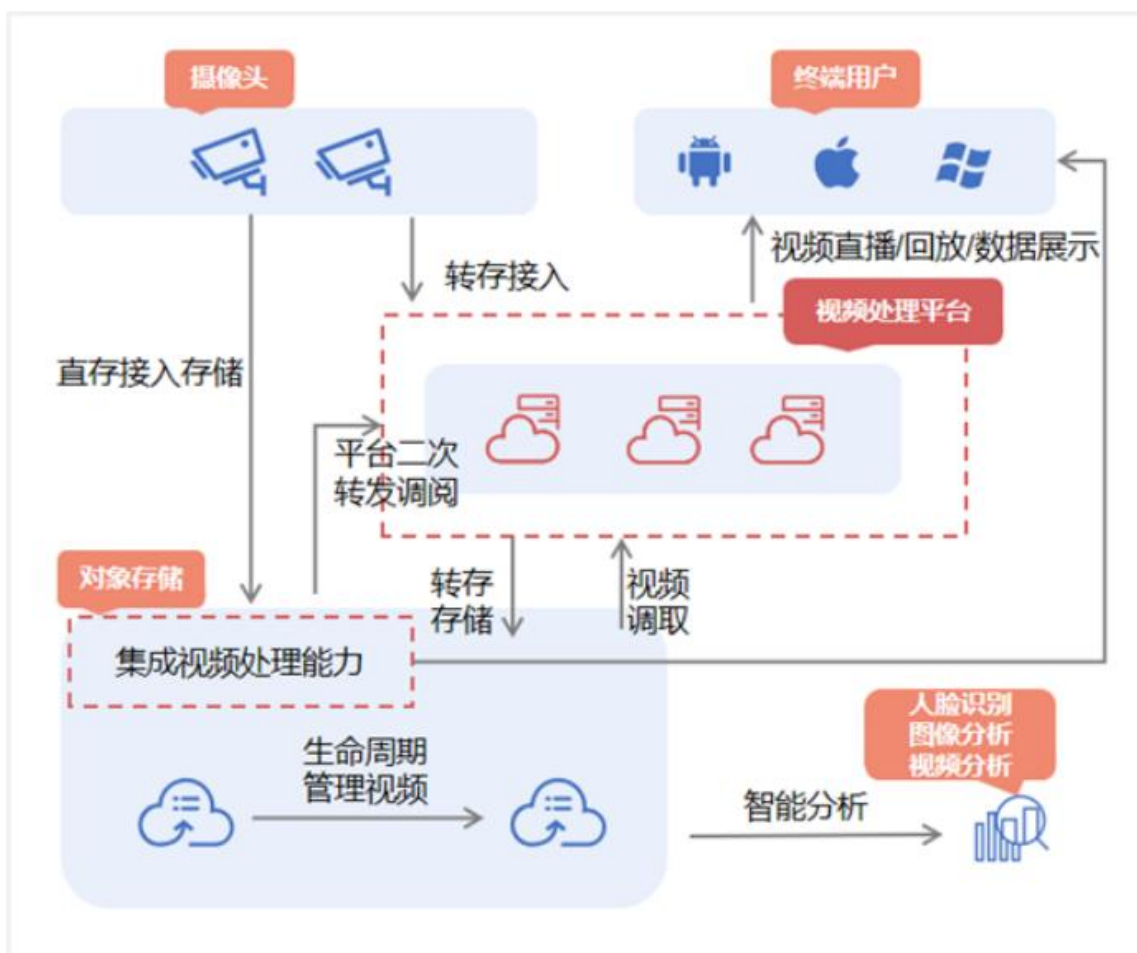 摄像头
终端用户
转存接入
视频直播/回放/数据展示
视频处理平台
直存接入存储
平台二次
转发调阅
对象存储
转存
存储
视频
调取
集成视频处理能力
生命周期
管理视频
人脸识别
图像分析
视频分析
智能分析